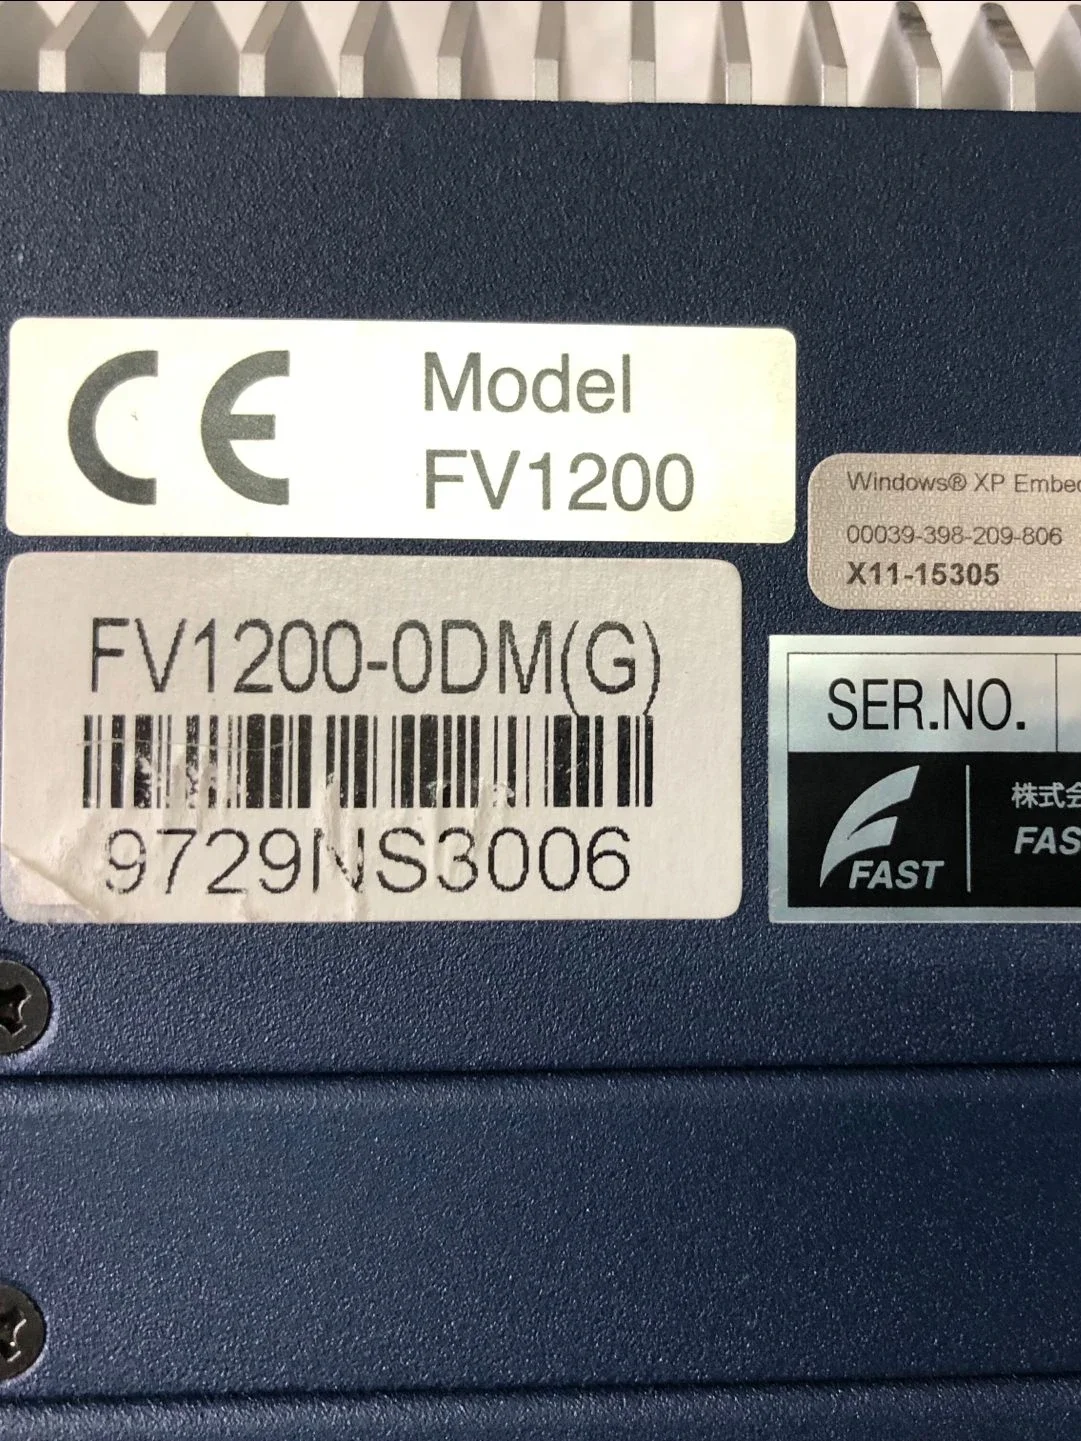 CE
Model
FV1200
Windows® XP Embed
00039-398-209-806
X11-15305
FV1200-0DM(G)
9729NS3006
SER.NO.
FAST
株式会
FAS